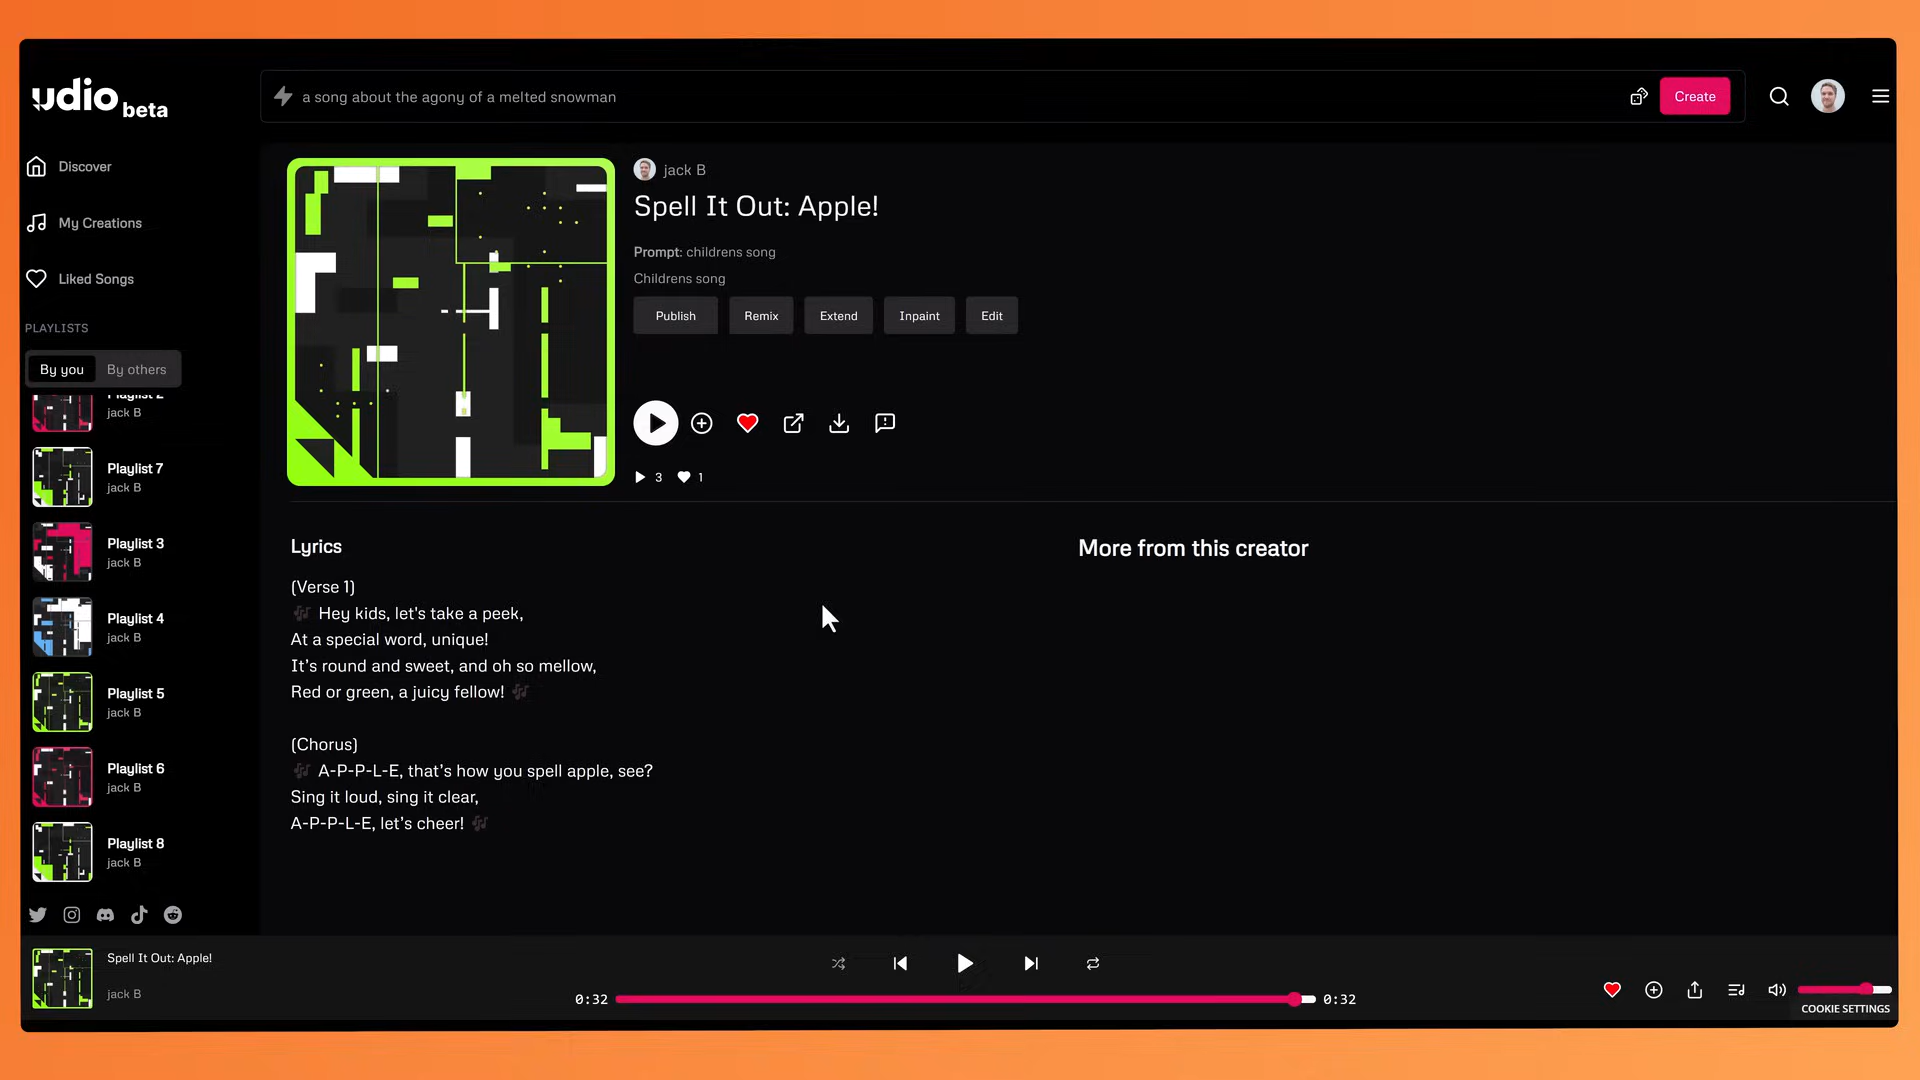 udio beta
a song about the agony of a melted snowman
Create
Discover
My Creations
Liked Songs
PLAYLISTS
By you
By others
Playlist 2
jack B
Playlist 7
jack B
Playlist 3
jack B
Playlist 4
jack B
Playlist 5
jack B
Playlist 6
jack B
Playlist 8
jack B
jack B
Spell It Out: Apple!
Prompt: childrens song
Childrens song
Publish
Remix
Extend
Inpaint
Edit
3
1
Lyrics
(Verse 1)
🎶 Hey kids, let's take a peek,
At a special word, unique!
It's round and sweet, and oh so mellow,
Red or green, a juicy fellow! 🎶
(Chorus)
🎶 A-P-P-L-E, that's how you spell apple, see?
Sing it loud, sing it clear,
A-P-P-L-E, let's cheer! 🎶
More from this creator
Spell It Out: Apple!
jack B
0:32
0:32
COOKIE SETTINGS